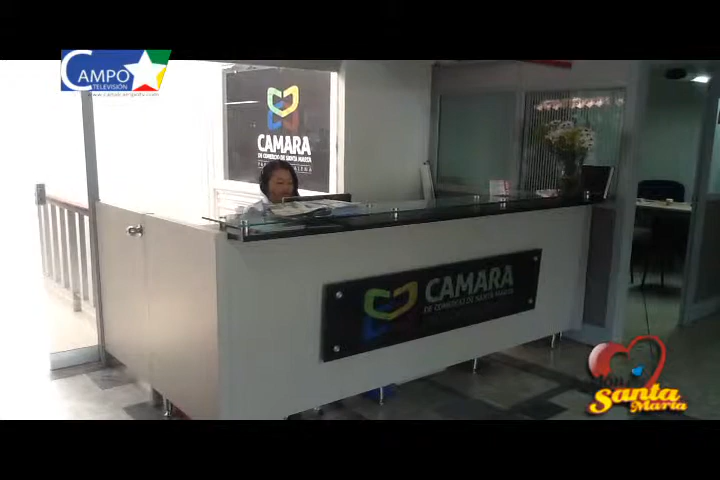 CAMPO
TELEVISIÓN
CAMARA
DE COMERCIO DE SANTA MARTA
CAMARA
DE COMERCIO DE SANTA MARTA
Santa
Marta